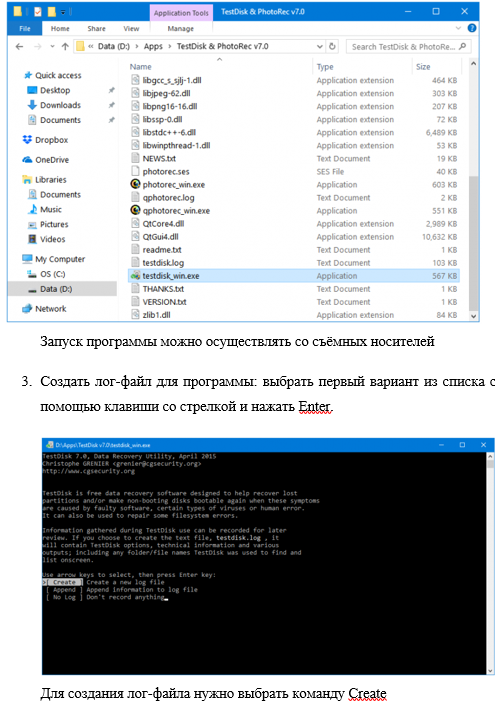 Application Tools TestDisk & PhotoRec v7.0
File Home Share View Manage
Data (D:) > Apps > TestDisk & PhotoRec v7.0 Search TestDisk & PhotoRe...
Name Type Size
Quick access
Desktop
Downloads
Documents
Dropbox
OneDrive
Libraries
Documents
Music
Pictures
Videos
My Computer
OS (C:)
Data (D:)
Network
libgcc_s_sjlj-1.dll Application extension 464 KB
libjpeg-62.dll Application extension 303 KB
libpng16-16.dll Application extension 207 KB
libssp-0.dll Application extension 72 KB
libstdc++-6.dll Application extension 6,489 KB
libwinpthread-1.dll Application extension 53 KB
NEWS.txt Text Document 19 KB
photorec.ses SES File 40 KB
photorec_win.exe Application 603 KB
qphotorec.log Text Document 2 KB
qphotorec_win.exe Application 551 KB
QtCore4.dll Application extension 2,989 KB
QtGui4.dll Application extension 10,632 KB
readme.txt Text Document 1 KB
testdisk.log Text Document 103 KB
testdisk_win.exe Application 567 KB
THANKS.txt Text Document 1 KB
VERSION.txt Text Document 1 KB
zlib1.dll Application extension 84 KB
Запуск программы можно осуществлять со съёмных носителей
3. Создать лог-файл для программы: выбрать первый вариант из списка с
помощью клавиши со стрелкой и нажать Enter.
D:\Apps\TestDisk v7.0\testdisk_win.exe
TestDisk 7.0, Data Recovery Utility, April 2015
Christophe GRENIER <grenier@cgsecurity.org>
http://www.cgsecurity.org
TestDisk is free data recovery software designed to help recover lost
partitions and/or make non-booting disks bootable again when these symptoms
are caused by faulty software, certain types of viruses or human error.
It can also be used to repair some filesystem errors.
Information gathered during TestDisk use can be recorded for later
review. If you choose to create the text file, testdisk.log , it
will contain TestDisk options, technical information and various
outputs; including any folder/file names TestDisk was used to find and
list onscreen.
Use arrow keys to select, then press Enter key:
>[ Create ] Create a new log file
[ Append ] Append information to log file
[ No Log ] Don't record anything
Для создания лог-файла нужно выбрать команду Create